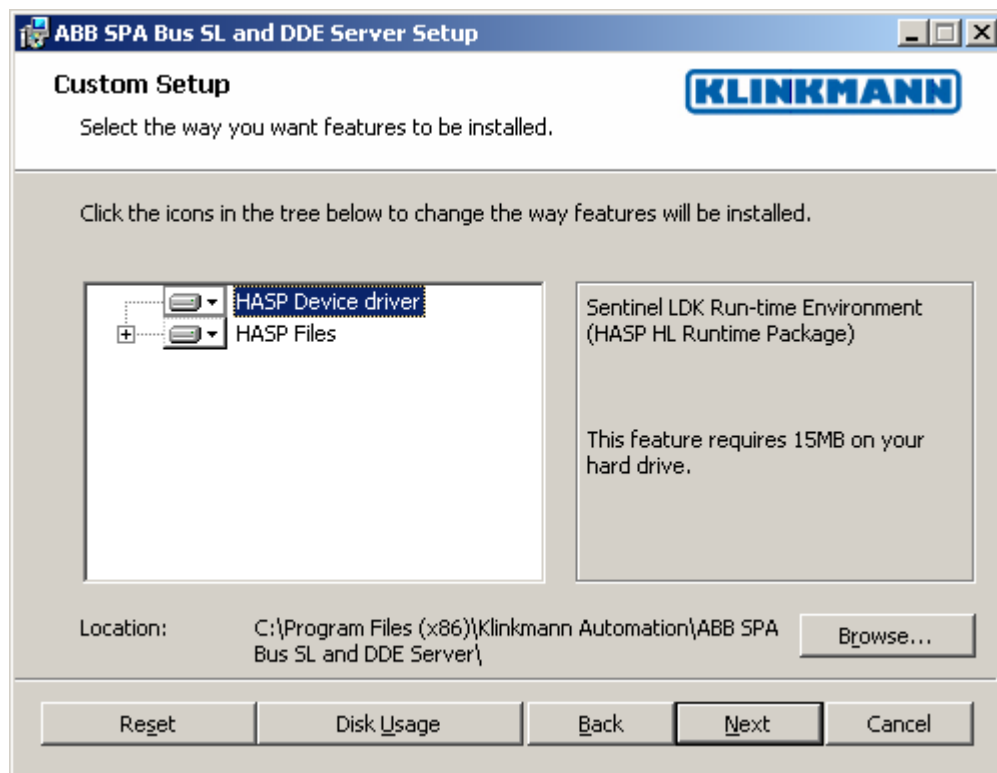 ABB SPA Bus SL and DDE Server Setup
Custom Setup
KLINKMANN
Select the way you want features to be installed.
Click the icons in the tree below to change the way features will be installed.
HASP Device driver
HASP Files
Sentinel LDK Run-time Environment
(HASP HL Runtime Package)
This feature requires 15MB on your
hard drive.
Location:
C:\Program Files (x86)\Klinkmann Automation\ABB SPA
Bus SL and DDE Server\
Browse...
Reset
Disk Usage
Back
Next
Cancel